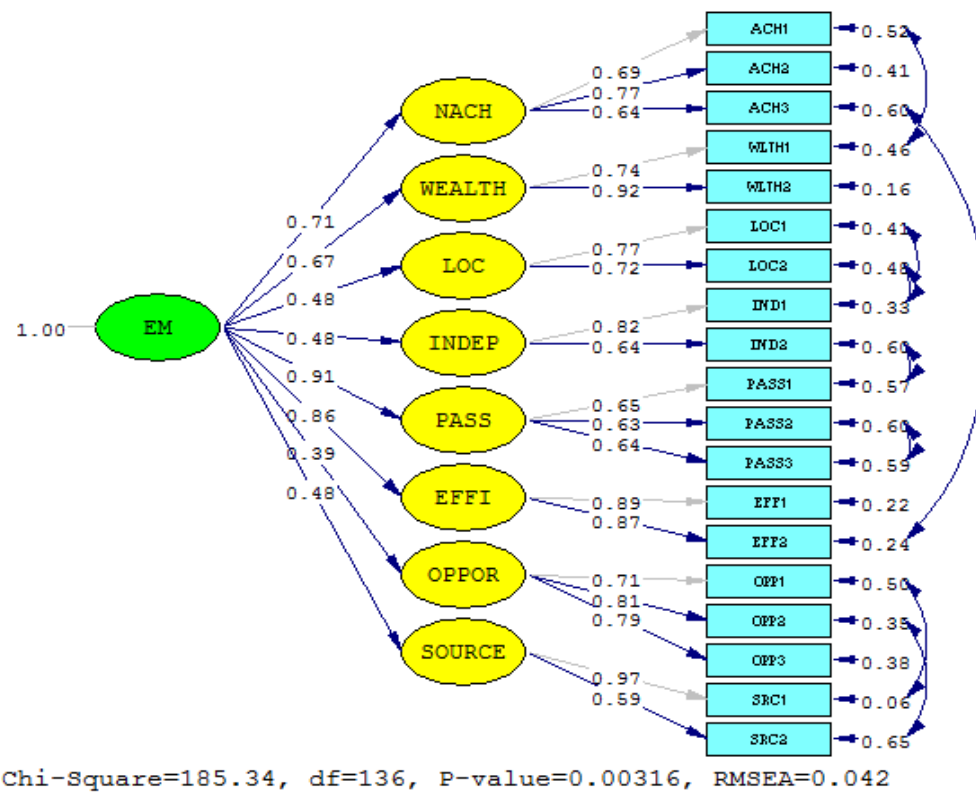 ACH1 0.52
0.69
ACH2 0.41
0.77
NACH
0.64
ACH3 0.60
WLTH1 0.46
0.74
WEALTH
0.92
WLTH2 0.16
0.71
LOC1 0.41
0.77
0.67
LOC
0.72
LOC2 0.48
0.48
IND1 0.33
1.00
EM
0.82
0.48
INDEP
0.64
IND2 0.60
0.91
PASS1 0.57
0.65
0.86
PASS
0.63
PASS2 0.60
0.64
0.39
PASS3 0.59
0.48
EFFI
0.89
EFF1 0.22
0.87
EFF2 0.24
0.71
OPP1 0.50
OPPOR
0.81
0.79
OPP2 0.35
SOURCE
OPP3 0.38
0.97
SRC1 0.06
0.59
SRC2 0.65
Chi-Square=185.34, df=136, P-value=0.00316, RMSEA=0.042